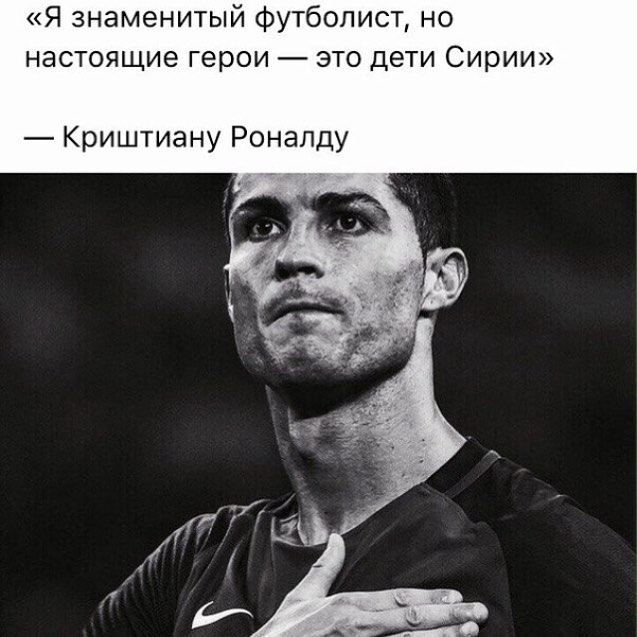 «Я знаменитый футболист, но
настоящие герои — это дети Сирии»
— Криштиану Роналду